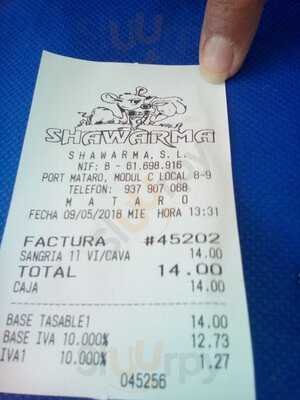 SHAWARMA
SHAWARMA, S.L.
NIF: B - 61.698.916
PORT MATARO, MODUL C LOCAL 8-9
TELEFON: 937 907 068
MATARO
FECHA 09/05/2018 MIE HORA 13:31
FACTURA #45202
SANGRIA 1l VI/CAVA 14.00
TOTAL 14.00
CAJA 14.00
BASE TASABLE1 14.00
BASE IVA 10.000% 12.73
IVA1 10.000% 1.27
045256
sluurpy